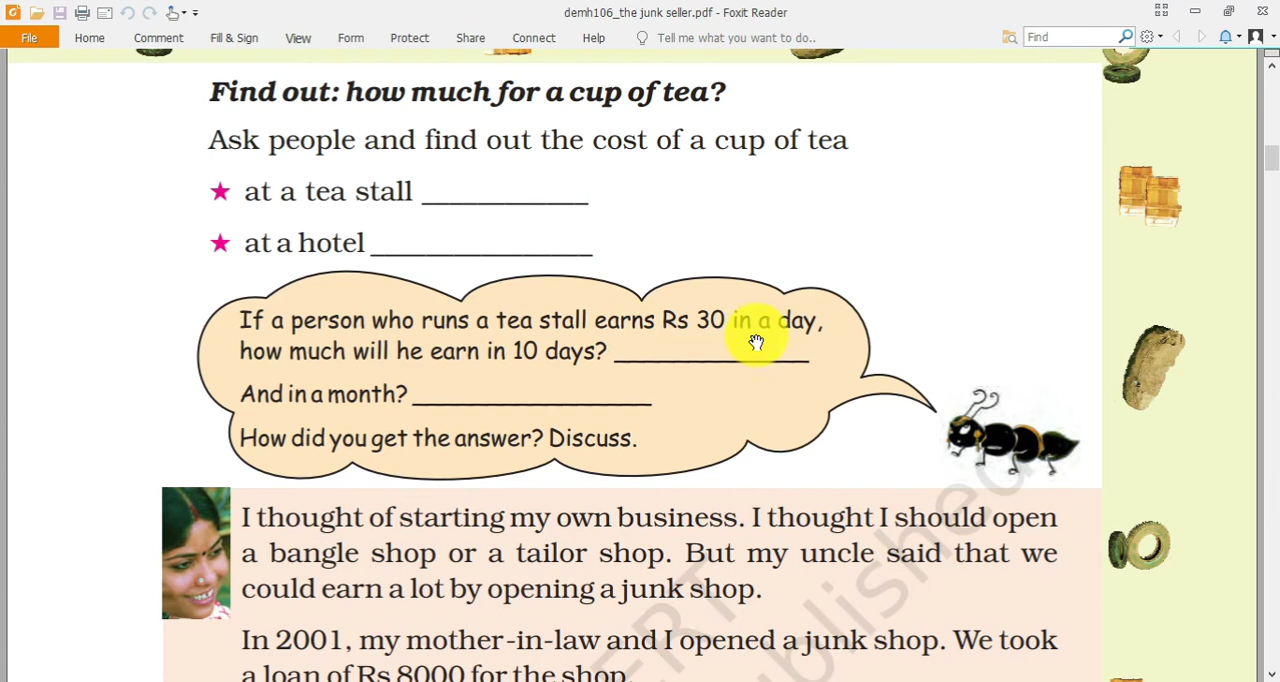 demh106_the junk seller.pdf - Foxit Reader
File Home Comment Fill & Sign View Form Protect Share Connect Help Tell me what you want to do.. Find
Find out: how much for a cup of tea?
Ask people and find out the cost of a cup of tea
★ at a tea stall ____________
★ at a hotel ________________
If a person who runs a tea stall earns Rs 30 in a day,
how much will he earn in 10 days? ________________
And in a month? ____________________
How did you get the answer? Discuss.
I thought of starting my own business. I thought I should open
a bangle shop or a tailor shop. But my uncle said that we
could earn a lot by opening a junk shop.
In 2001, my mother-in-law and I opened a junk shop. We took
a loan of Rs 8000 for the shop.